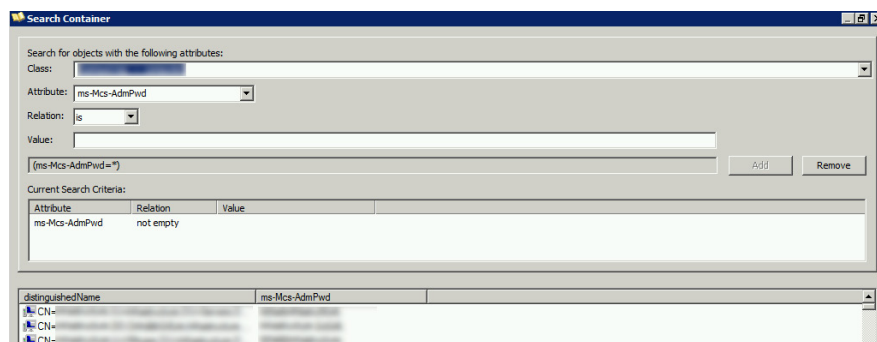 Search Container
Search for objects with the following attributes:
Class:
Attribute: ms-Mcs-AdmPwd
Relation: is
Value:
(ms-Mcs-AdmPwd=*) Add Remove
Current Search Criteria:
Attribute Relation Value
ms-Mcs-AdmPwd not empty
distinguishedName ms-Mcs-AdmPwd
CN=
CN=
CN=